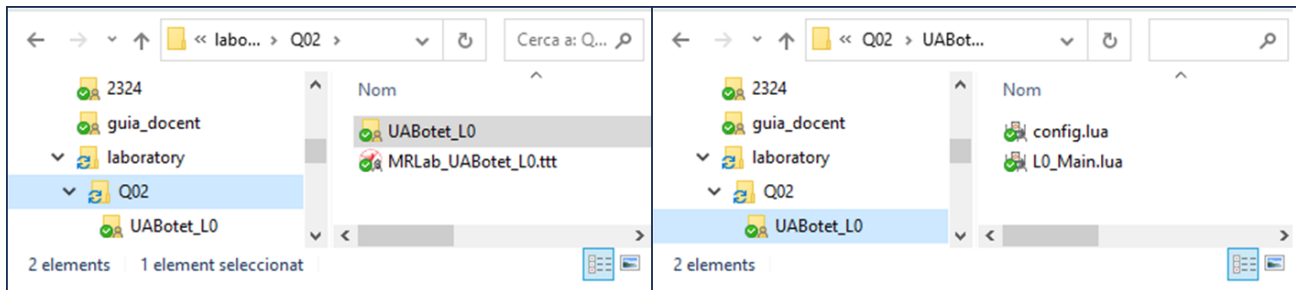 « labo... › Q02 ›
Cerca a: Q...
2324
guia_docent
laboratory
Q02
UABotet_L0
Nom
UABotet_L0
MRLab_UABotet_L0.ttt
2 elements
1 element seleccionat
« Q02 › UABot...
2324
guia_docent
laboratory
Q02
UABotet_L0
Nom
config.lua
L0_Main.lua
2 elements